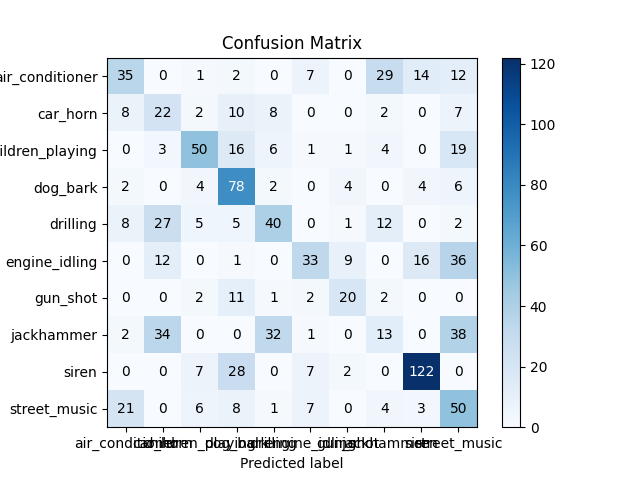 Confusion Matrix
air_conditioner 35 0 1 2 0 7 0 29 14 12
car_horn 8 22 2 10 8 0 0 2 0 7
ildren_playing 0 3 50 16 6 1 1 4 0 19
dog_bark 2 0 4 78 2 0 4 0 4 6
drilling 8 27 5 5 40 0 1 12 0 2
engine_idling 0 12 0 1 0 33 9 0 16 36
gun_shot 0 0 2 11 1 2 20 2 0 0
jackhammer 2 34 0 0 32 1 0 13 0 38
siren 0 0 7 28 0 7 2 0 122 0
street_music 21 0 6 8 1 7 0 4 3 50
120
100
80
60
40
20
0
street_music
Predicted label